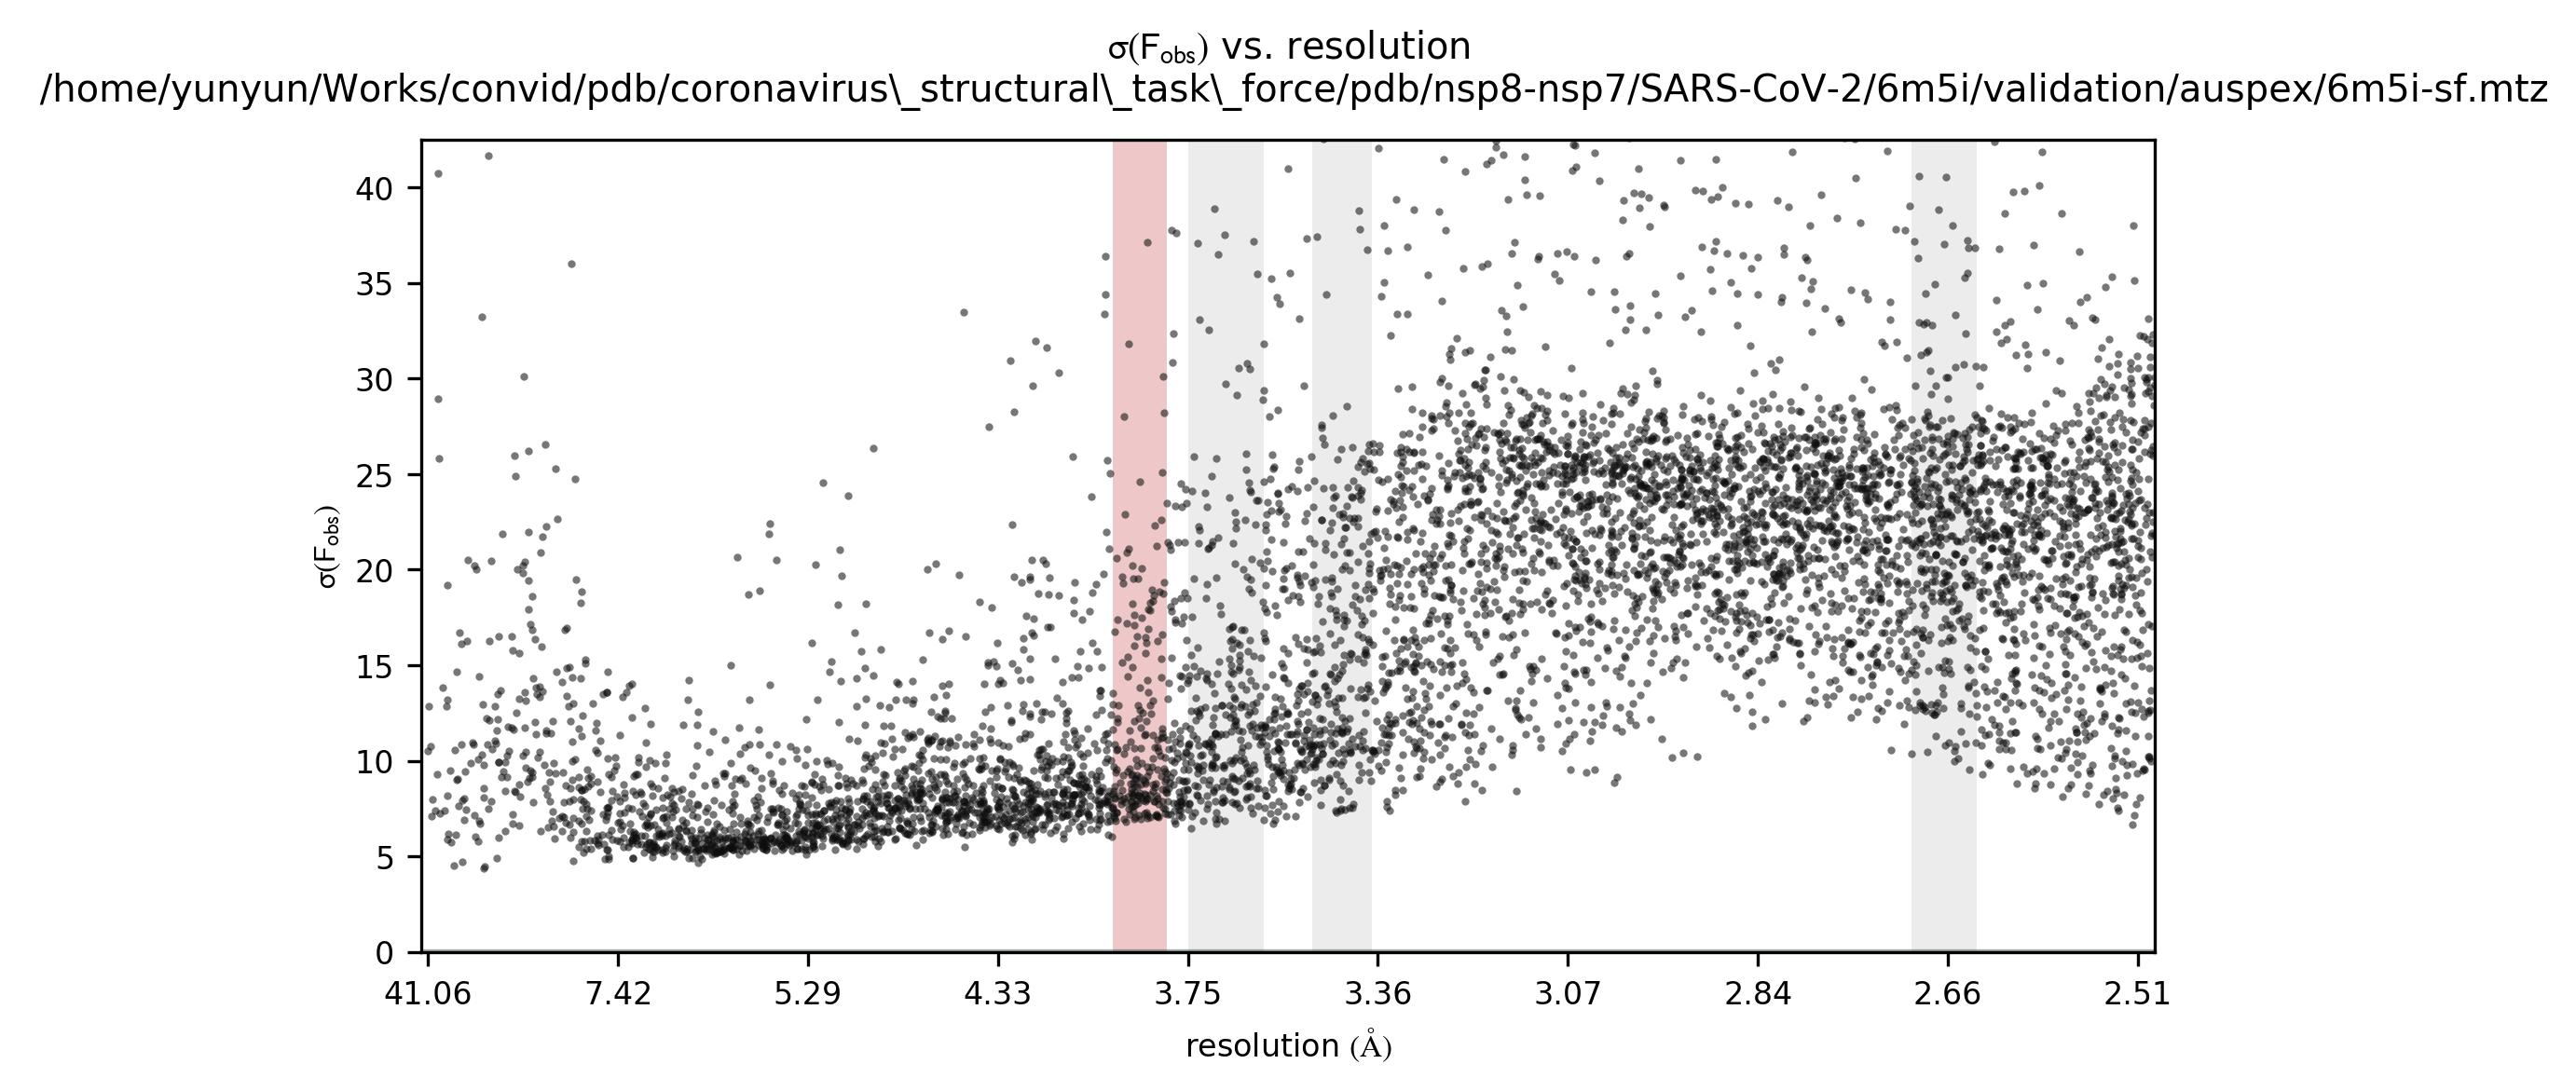 σ(Fobs) vs. resolution
/home/yunyun/Works/convid/pdb/coronavirus\_structural\_task\_force/pdb/nsp8-nsp7/SARS-CoV-2/6m5i/validation/auspex/6m5i-sf.mtz
40
35
30
25
20
15
10
5
0
σ(Fobs)
41.06 7.42 5.29 4.33 3.75 3.36 3.07 2.84 2.66 2.51
resolution (Å)